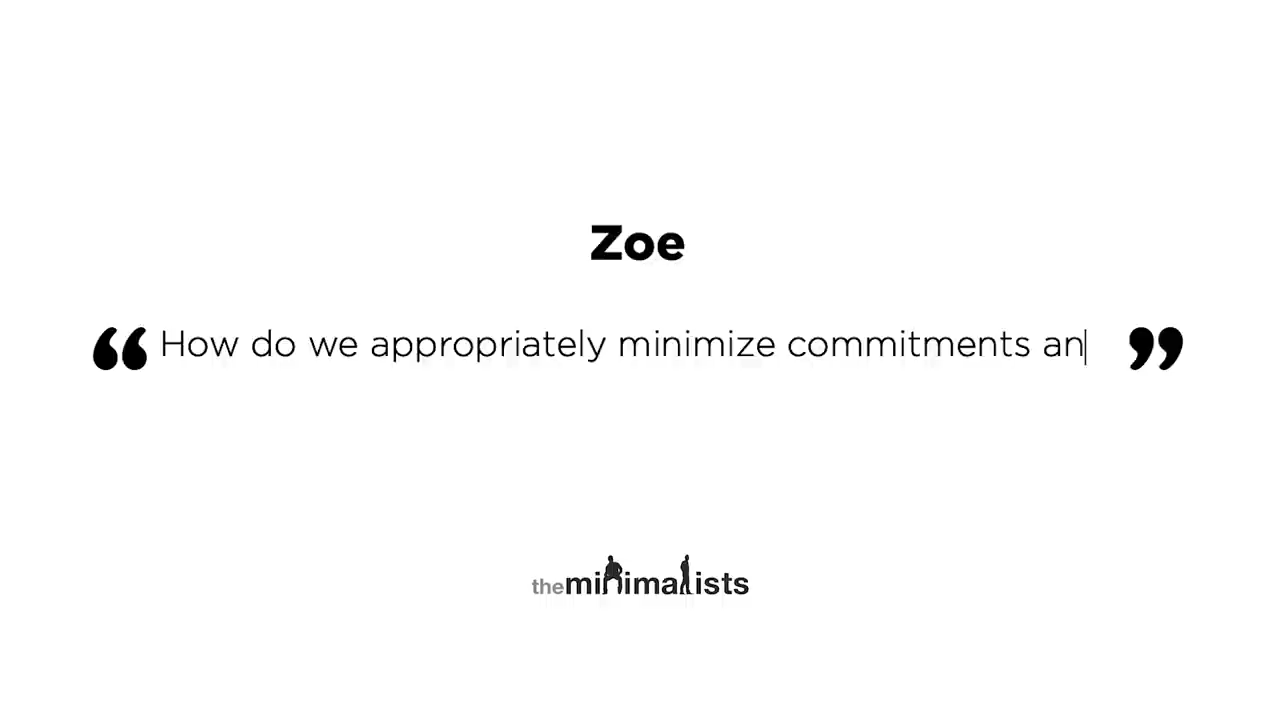 Zoe
“ How do we appropriately minimize commitments an ”
theminimalists